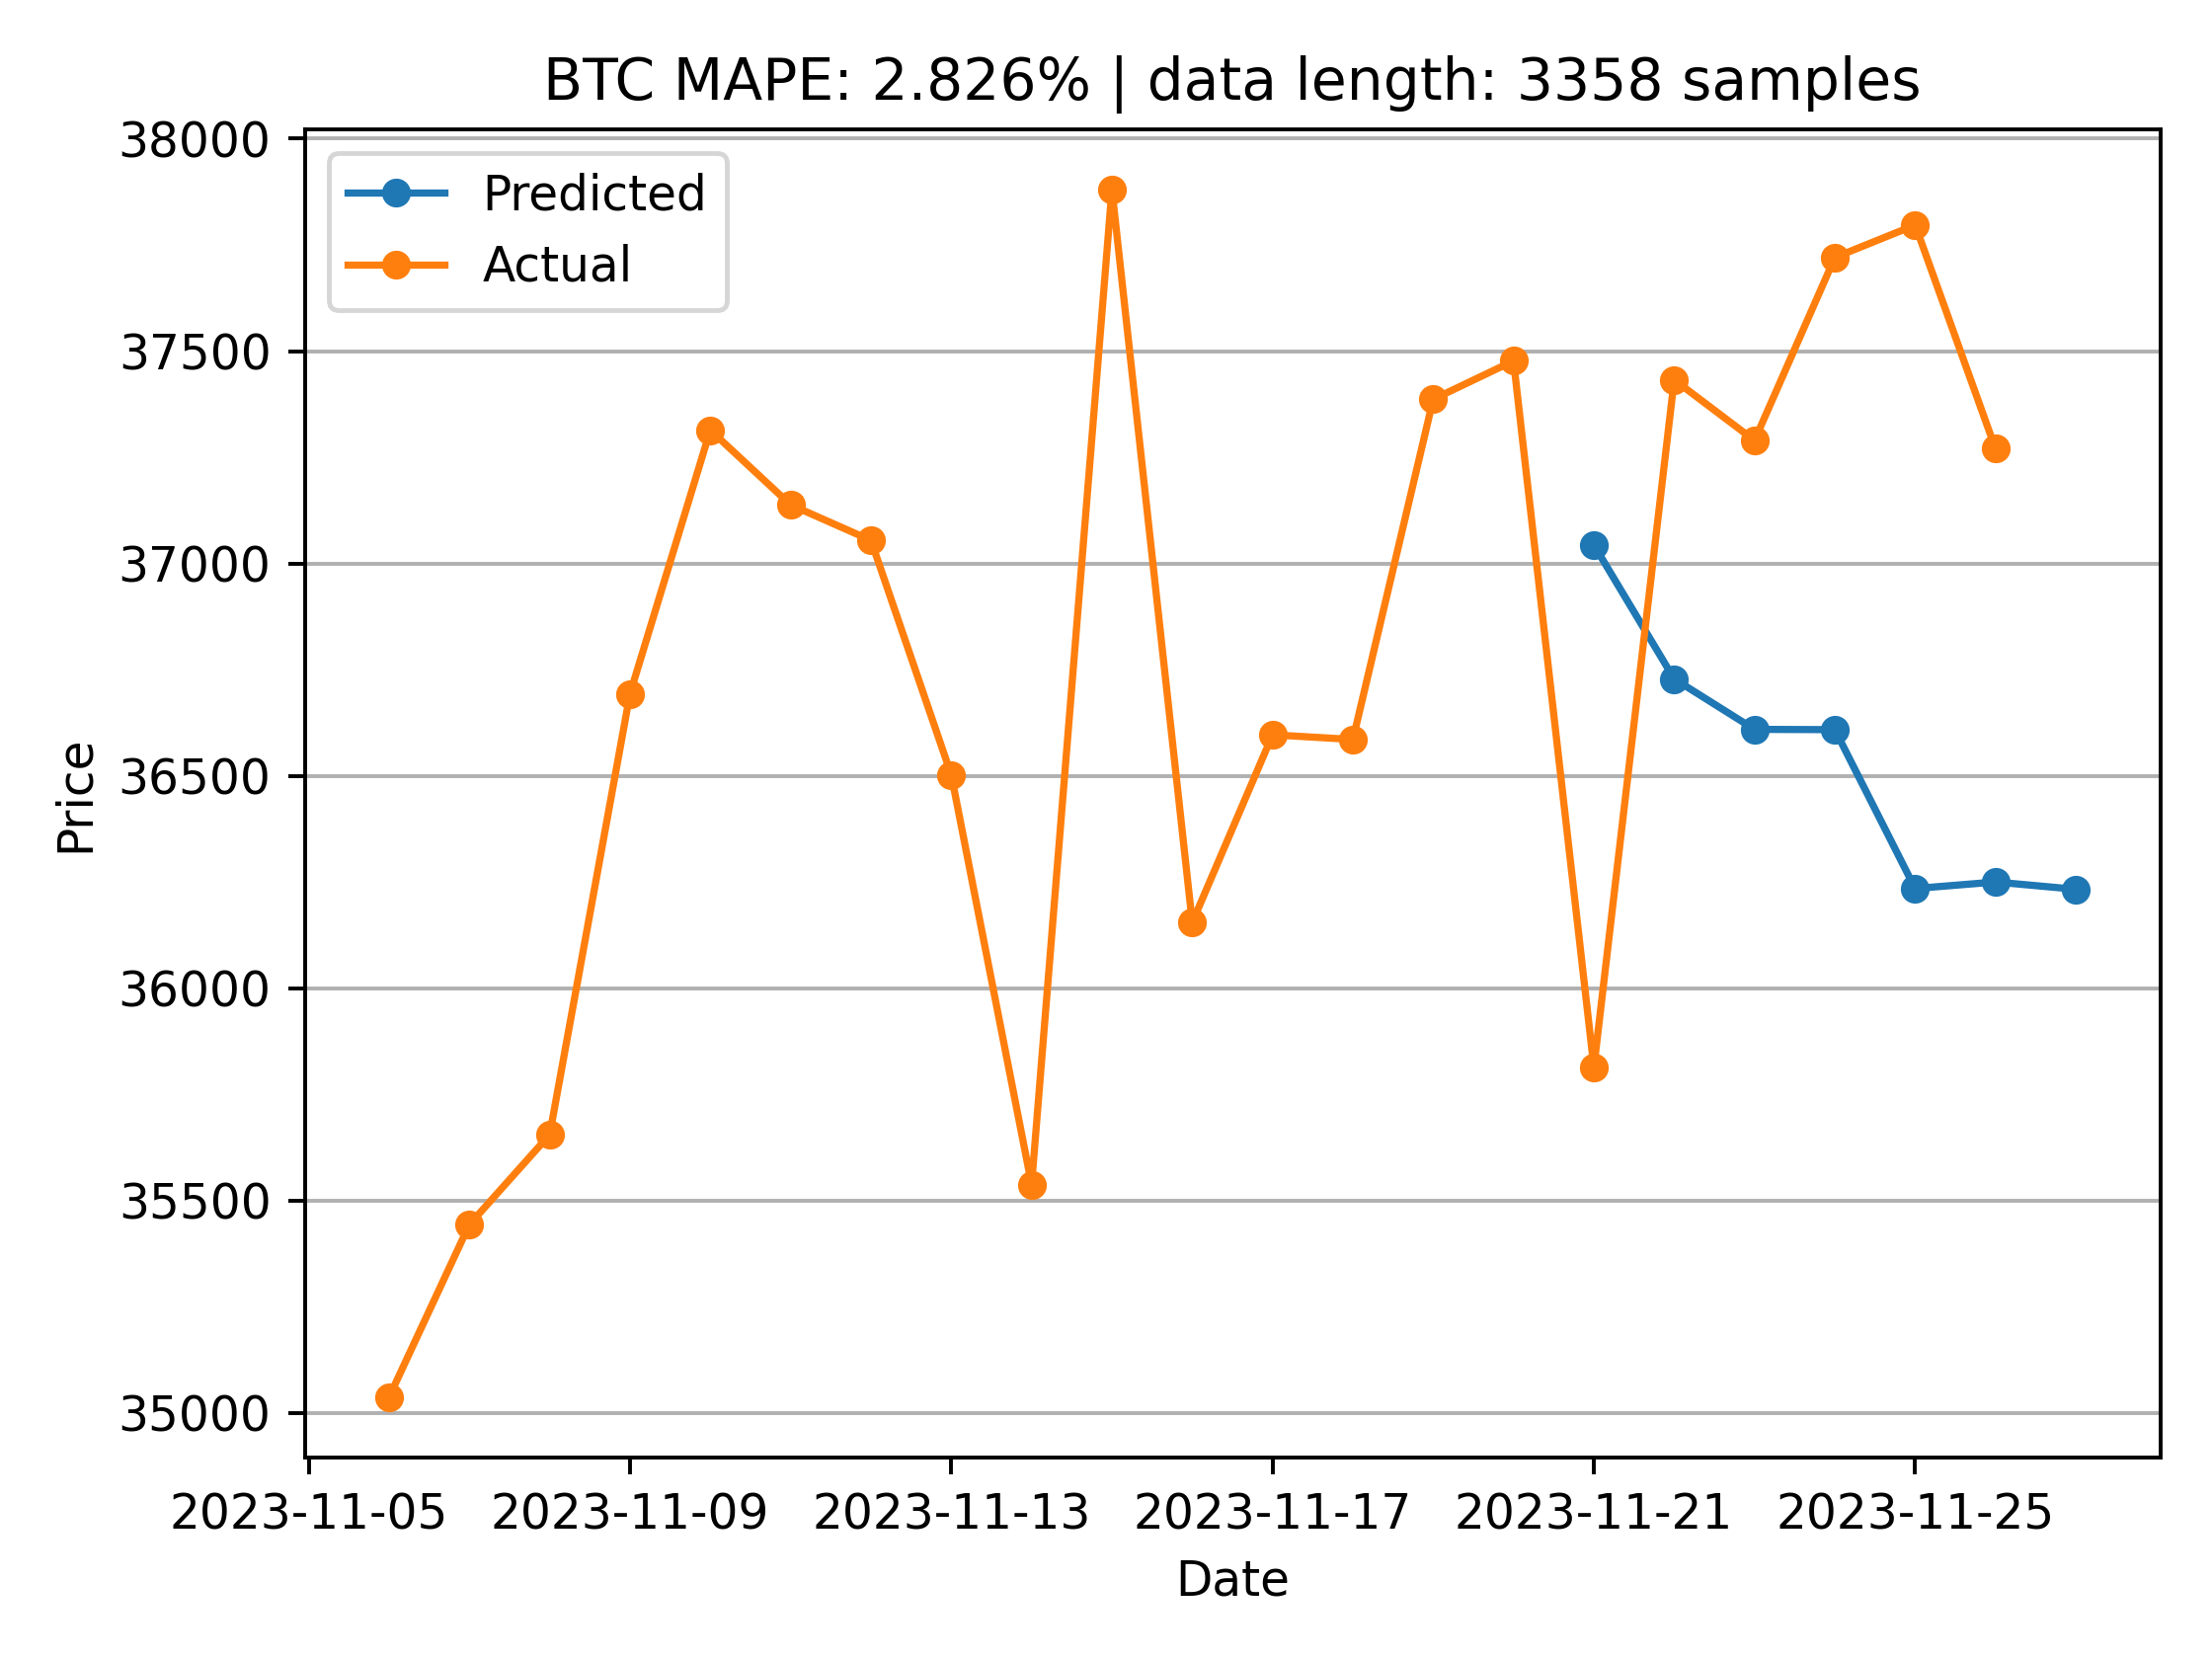 BTC MAPE: 2.826% | data length: 3358 samples
Predicted
Actual
38000
37500
37000
36500
36000
35500
35000
Price
2023-11-05 2023-11-09 2023-11-13 2023-11-17 2023-11-21 2023-11-25
Date